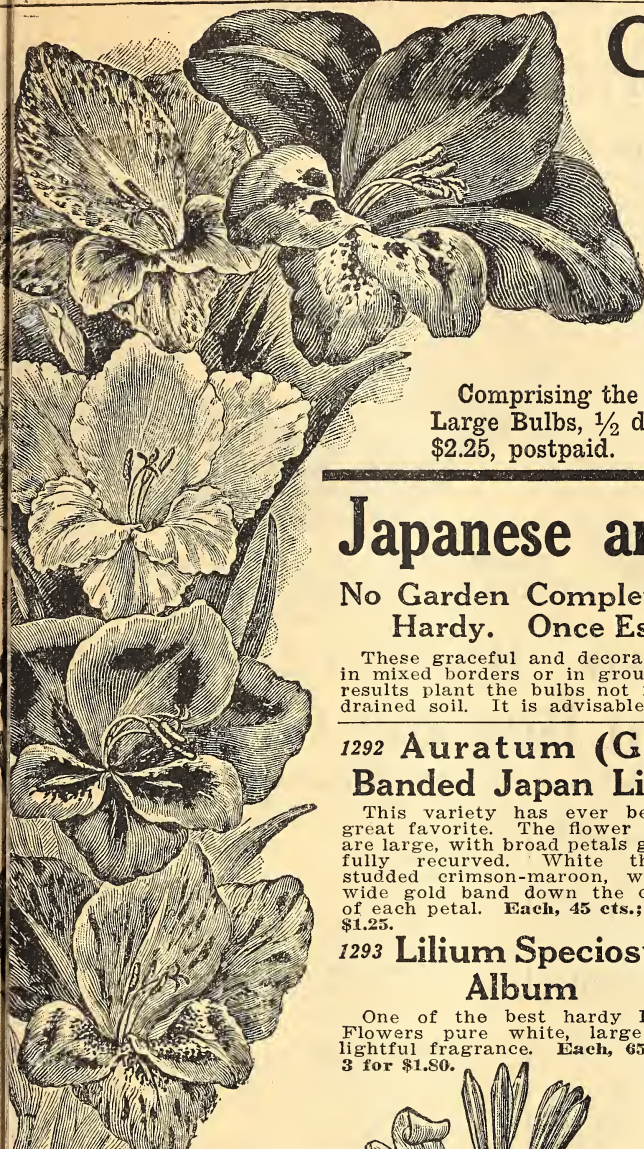 Comprising the
Large Bulbs, ½ d
$2.25, postpaid.
Japanese a
No Garden Comple
Hardy. Once Es
These graceful and decora
in mixed borders or in grou
results plant the bulbs not
drained soil. It is advisable
1292 Auratum (G
Banded Japan Li
This variety has ever be
great favorite. The flower
are large, with broad petals g
fully recurved. White th
studded crimson-maroon, w
wide gold band down the c
of each petal. Each, 45 cts.;
$1.25.
1293 Lilium Specios
Album
One of the best hardy
Flowers pure white, large
lightful fragrance. Each, 65
3 for $1.80.